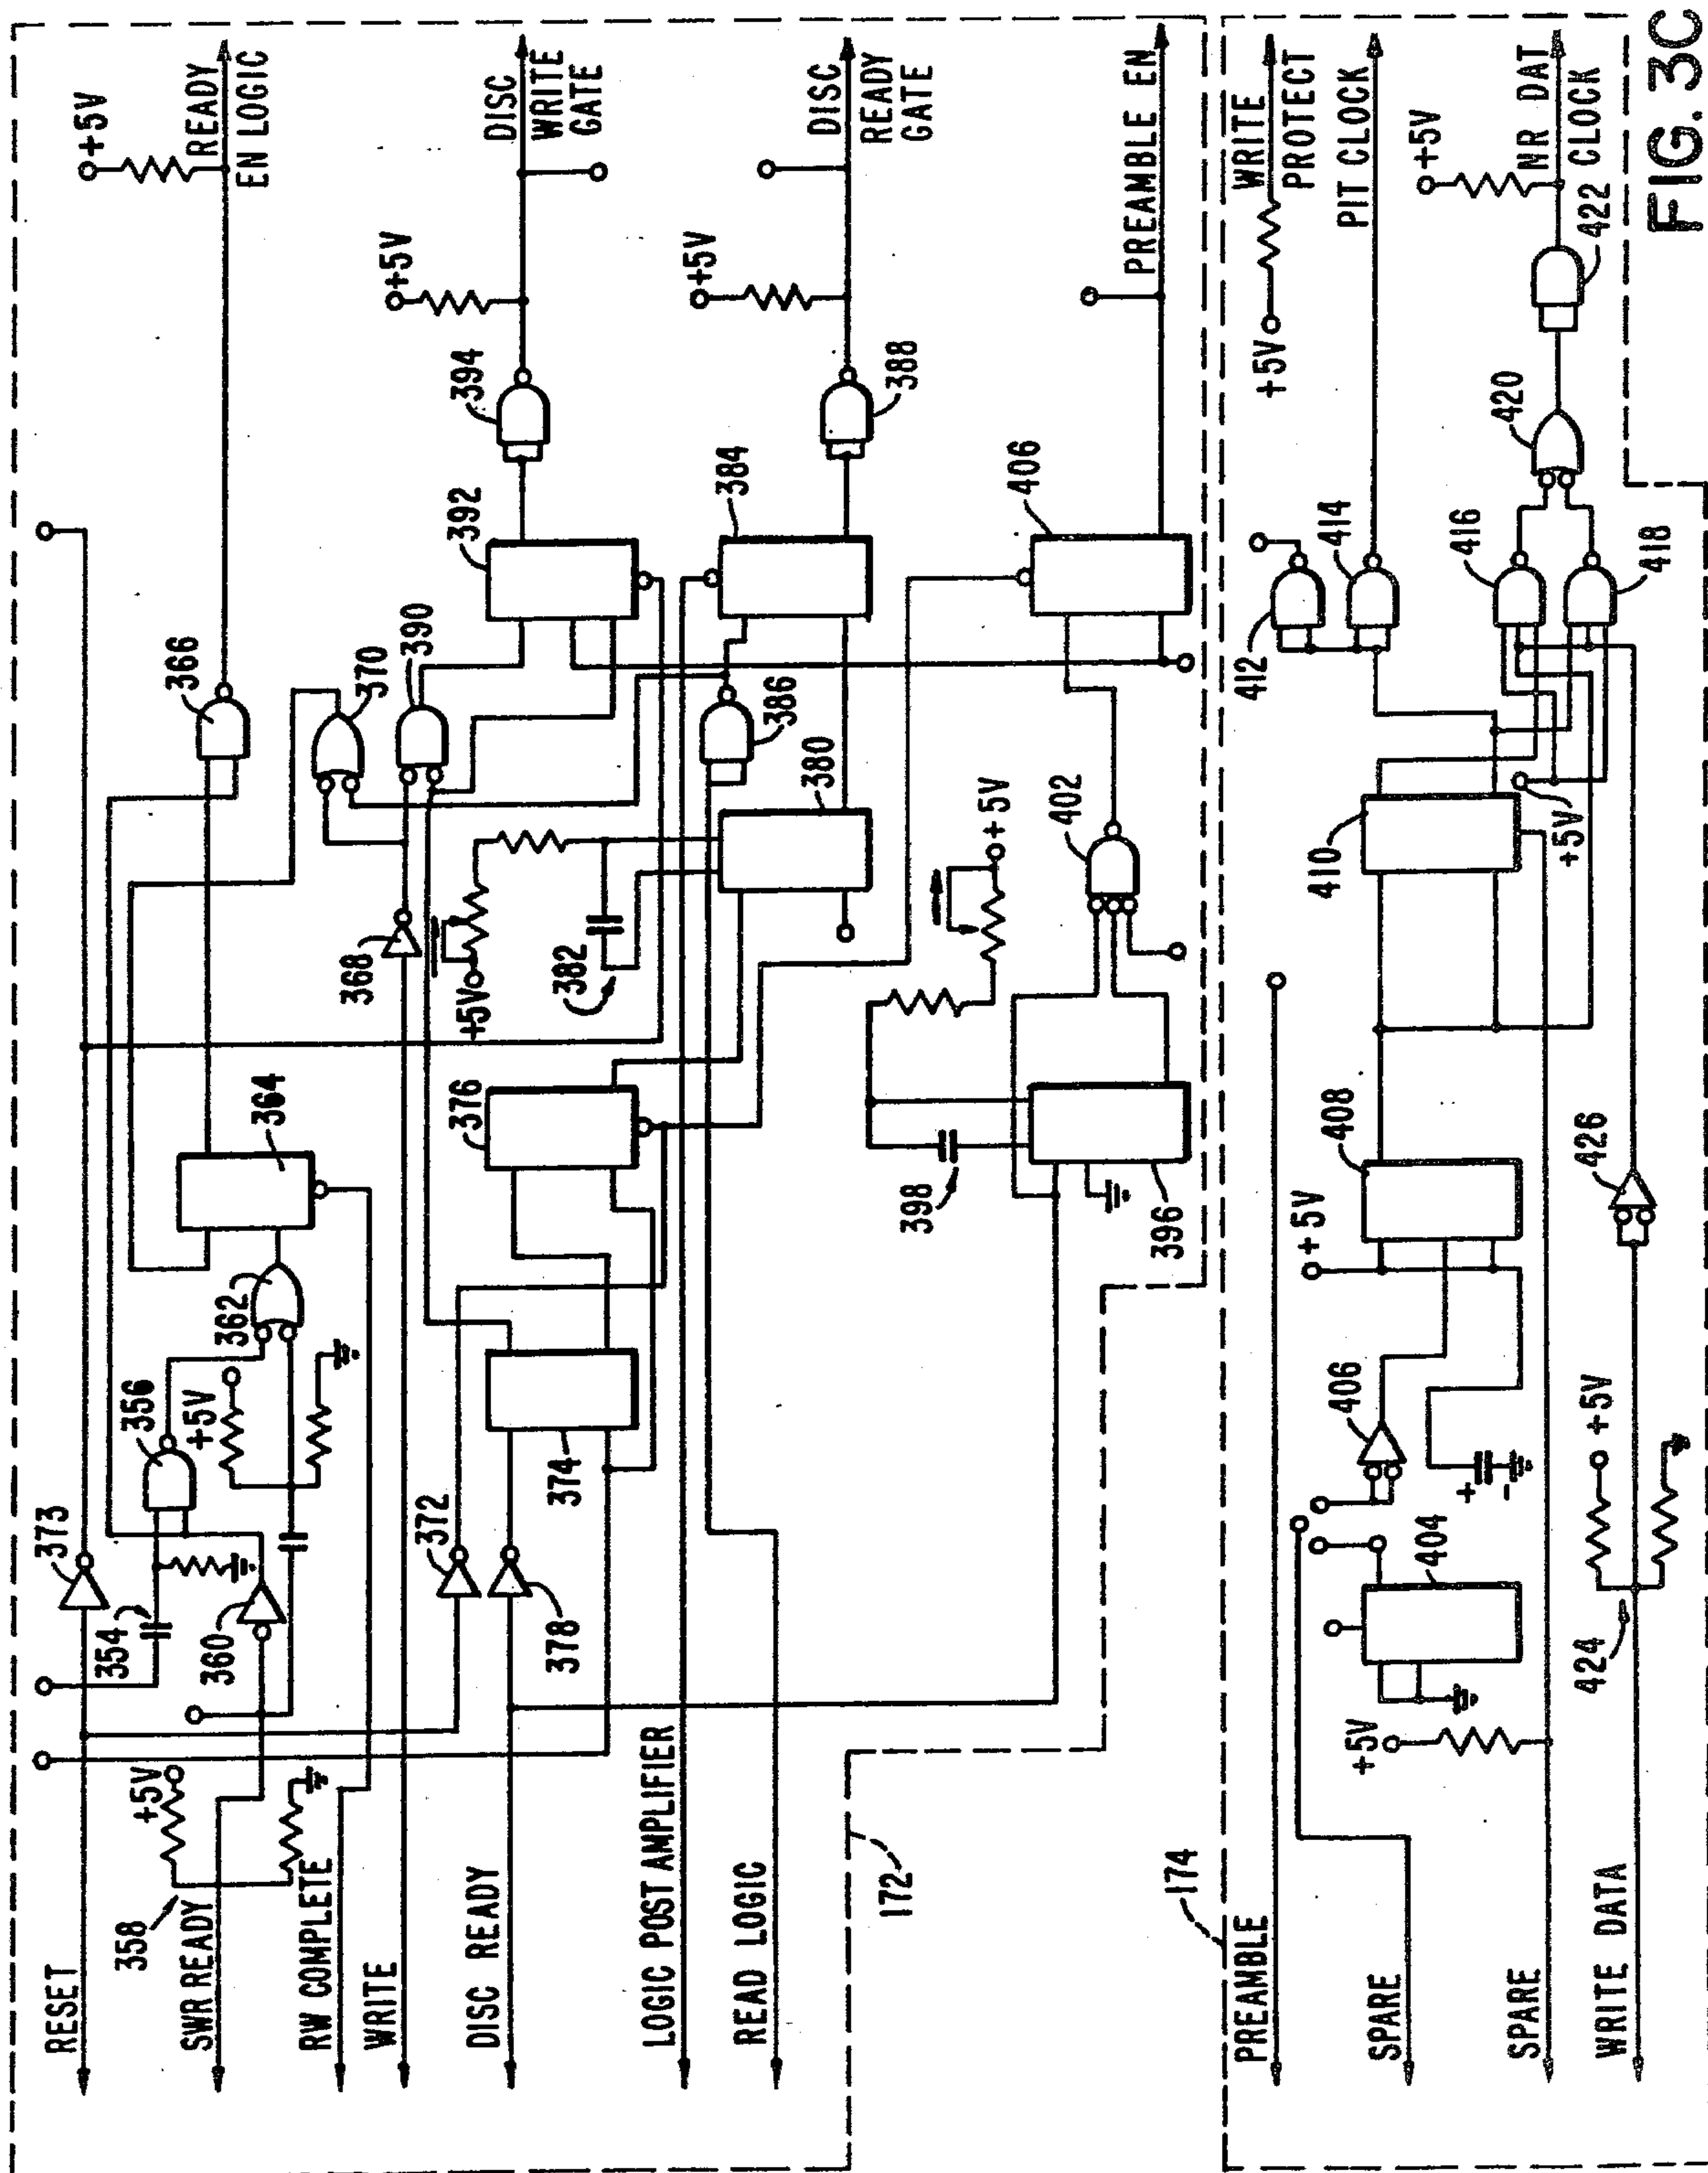 +5V
READY
EN LOGIC
DISC
WRITE
GATE
DISC
READY
GATE
PREAMBLE EN
366
370
390
+5V
394
392
+5V
388
384
386
380
406
402
+5V
368
+5V
382
364
376
398
396
362
356
+5V
374
373
354
360
372
378
358
+5V
RESET
SWR READY
RW COMPLETE
WRITE
DISC READY
LOGIC POST AMPLIFIER
READ LOGIC
172
174
WRITE
PROTECT
+5V
PIT CLOCK
+5V
NR DAT
CLOCK
422
420
412
414
416
418
410
+5V
408
+5V
426
406
+
-
404
+5V
+5V
424
PREAMBLE
SPARE
SPARE
WRITE DATA
FIG. 3C